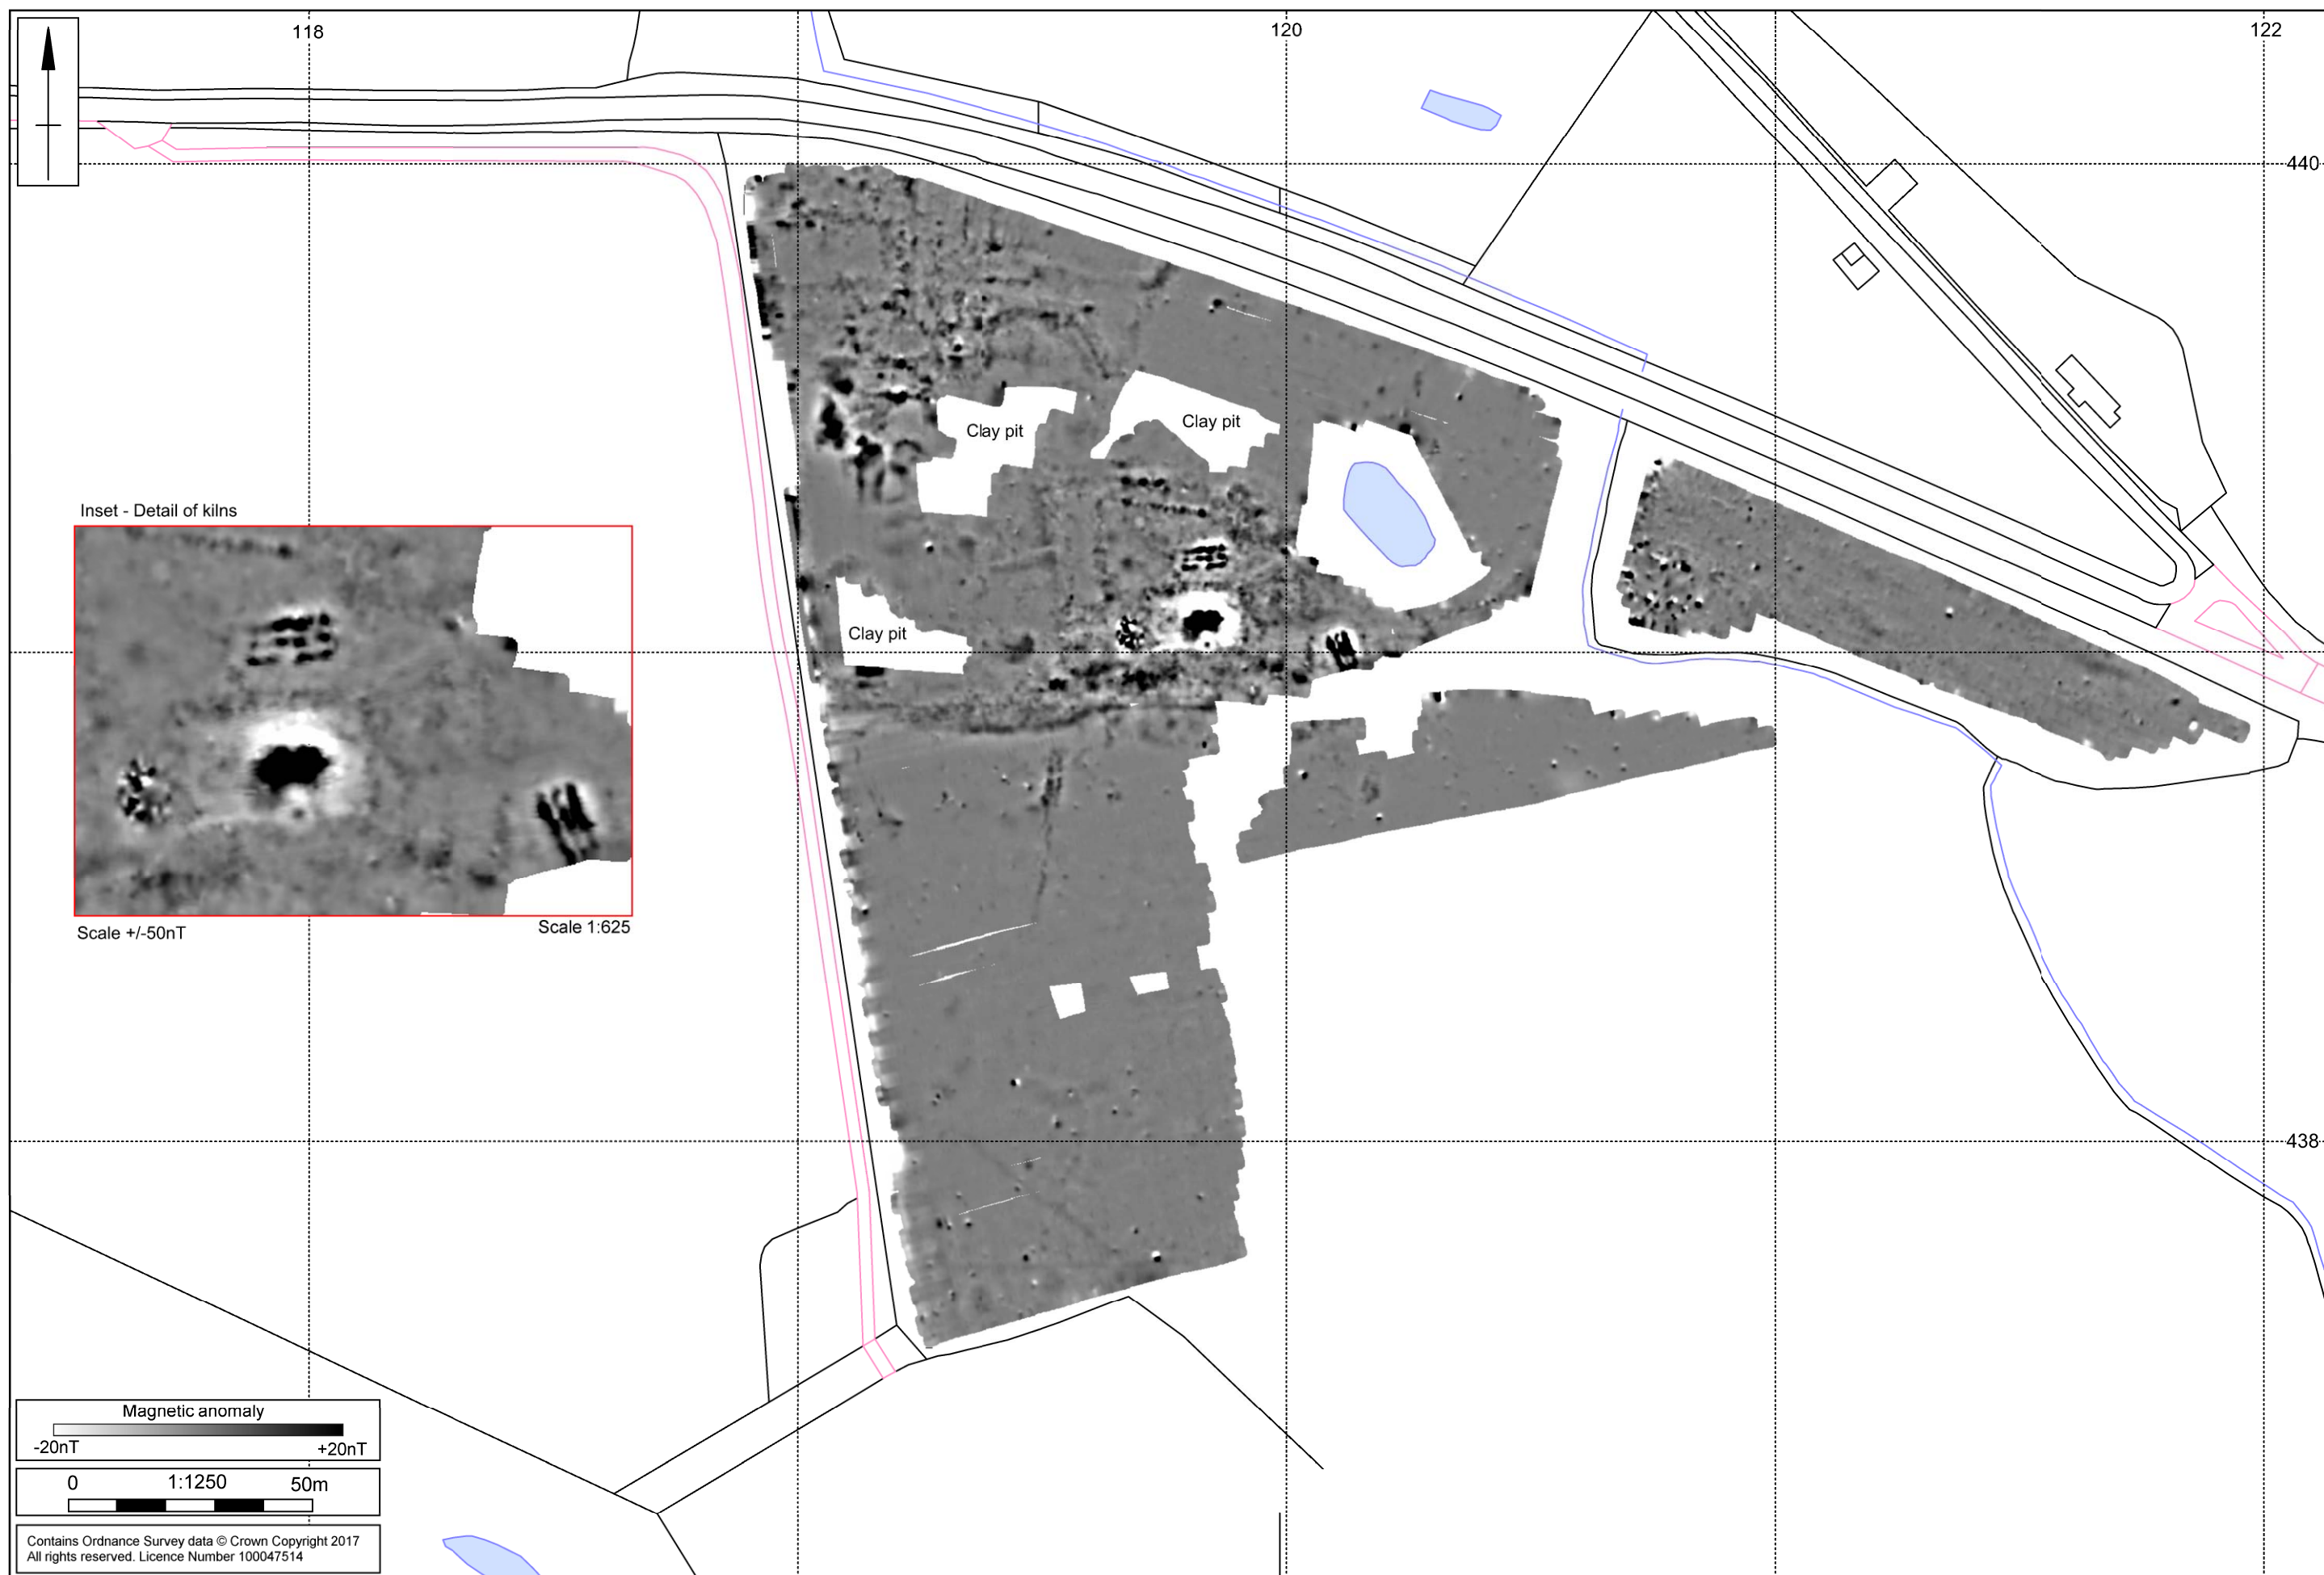 118
120
122
440
Clay pit
Clay pit
Inset - Detail of kilns
Clay pit
Scale +/-50nT
Scale 1:625
438
Magnetic anomaly
-20nT
+20nT
0
1:1250
50m
Contains Ordnance Survey data © Crown Copyright 2017
All rights reserved. Licence Number 100047514